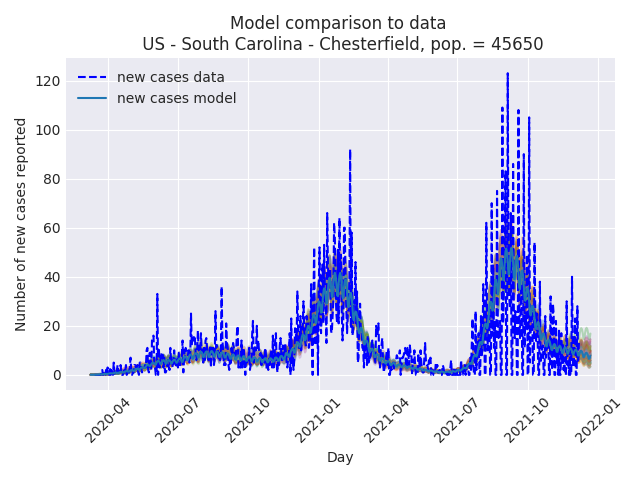 Model comparison to data
US - South Carolina - Chesterfield, pop. = 45650
new cases data
new cases model
Number of new cases reported
120
100
80
60
40
20
0
2020-04
2020-07
2020-10
2021-01
2021-04
2021-07
2021-10
2022-01
Day